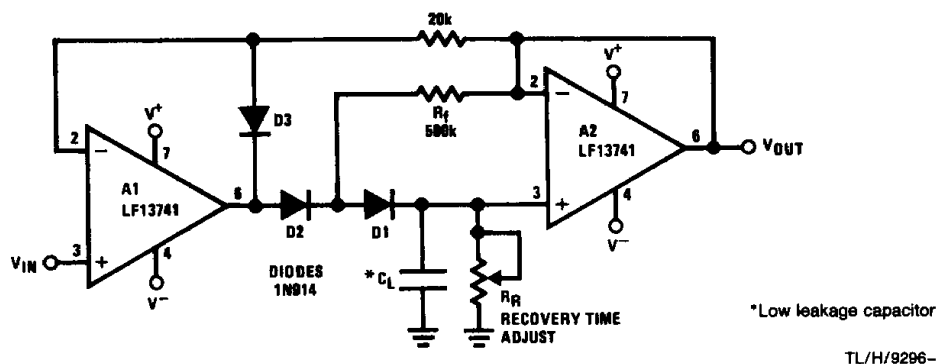 20k
2
V+
7
Rf
500k
D3
A2
LF13741
6
VOUT
V+
7
2
A1
LF13741
6
3
4
V−
D2
D1
VIN
3
4
V−
DIODES
1N914
*CL
RR
RECOVERY TIME
ADJUST
*Low leakage capacitor
TL/H/9296–